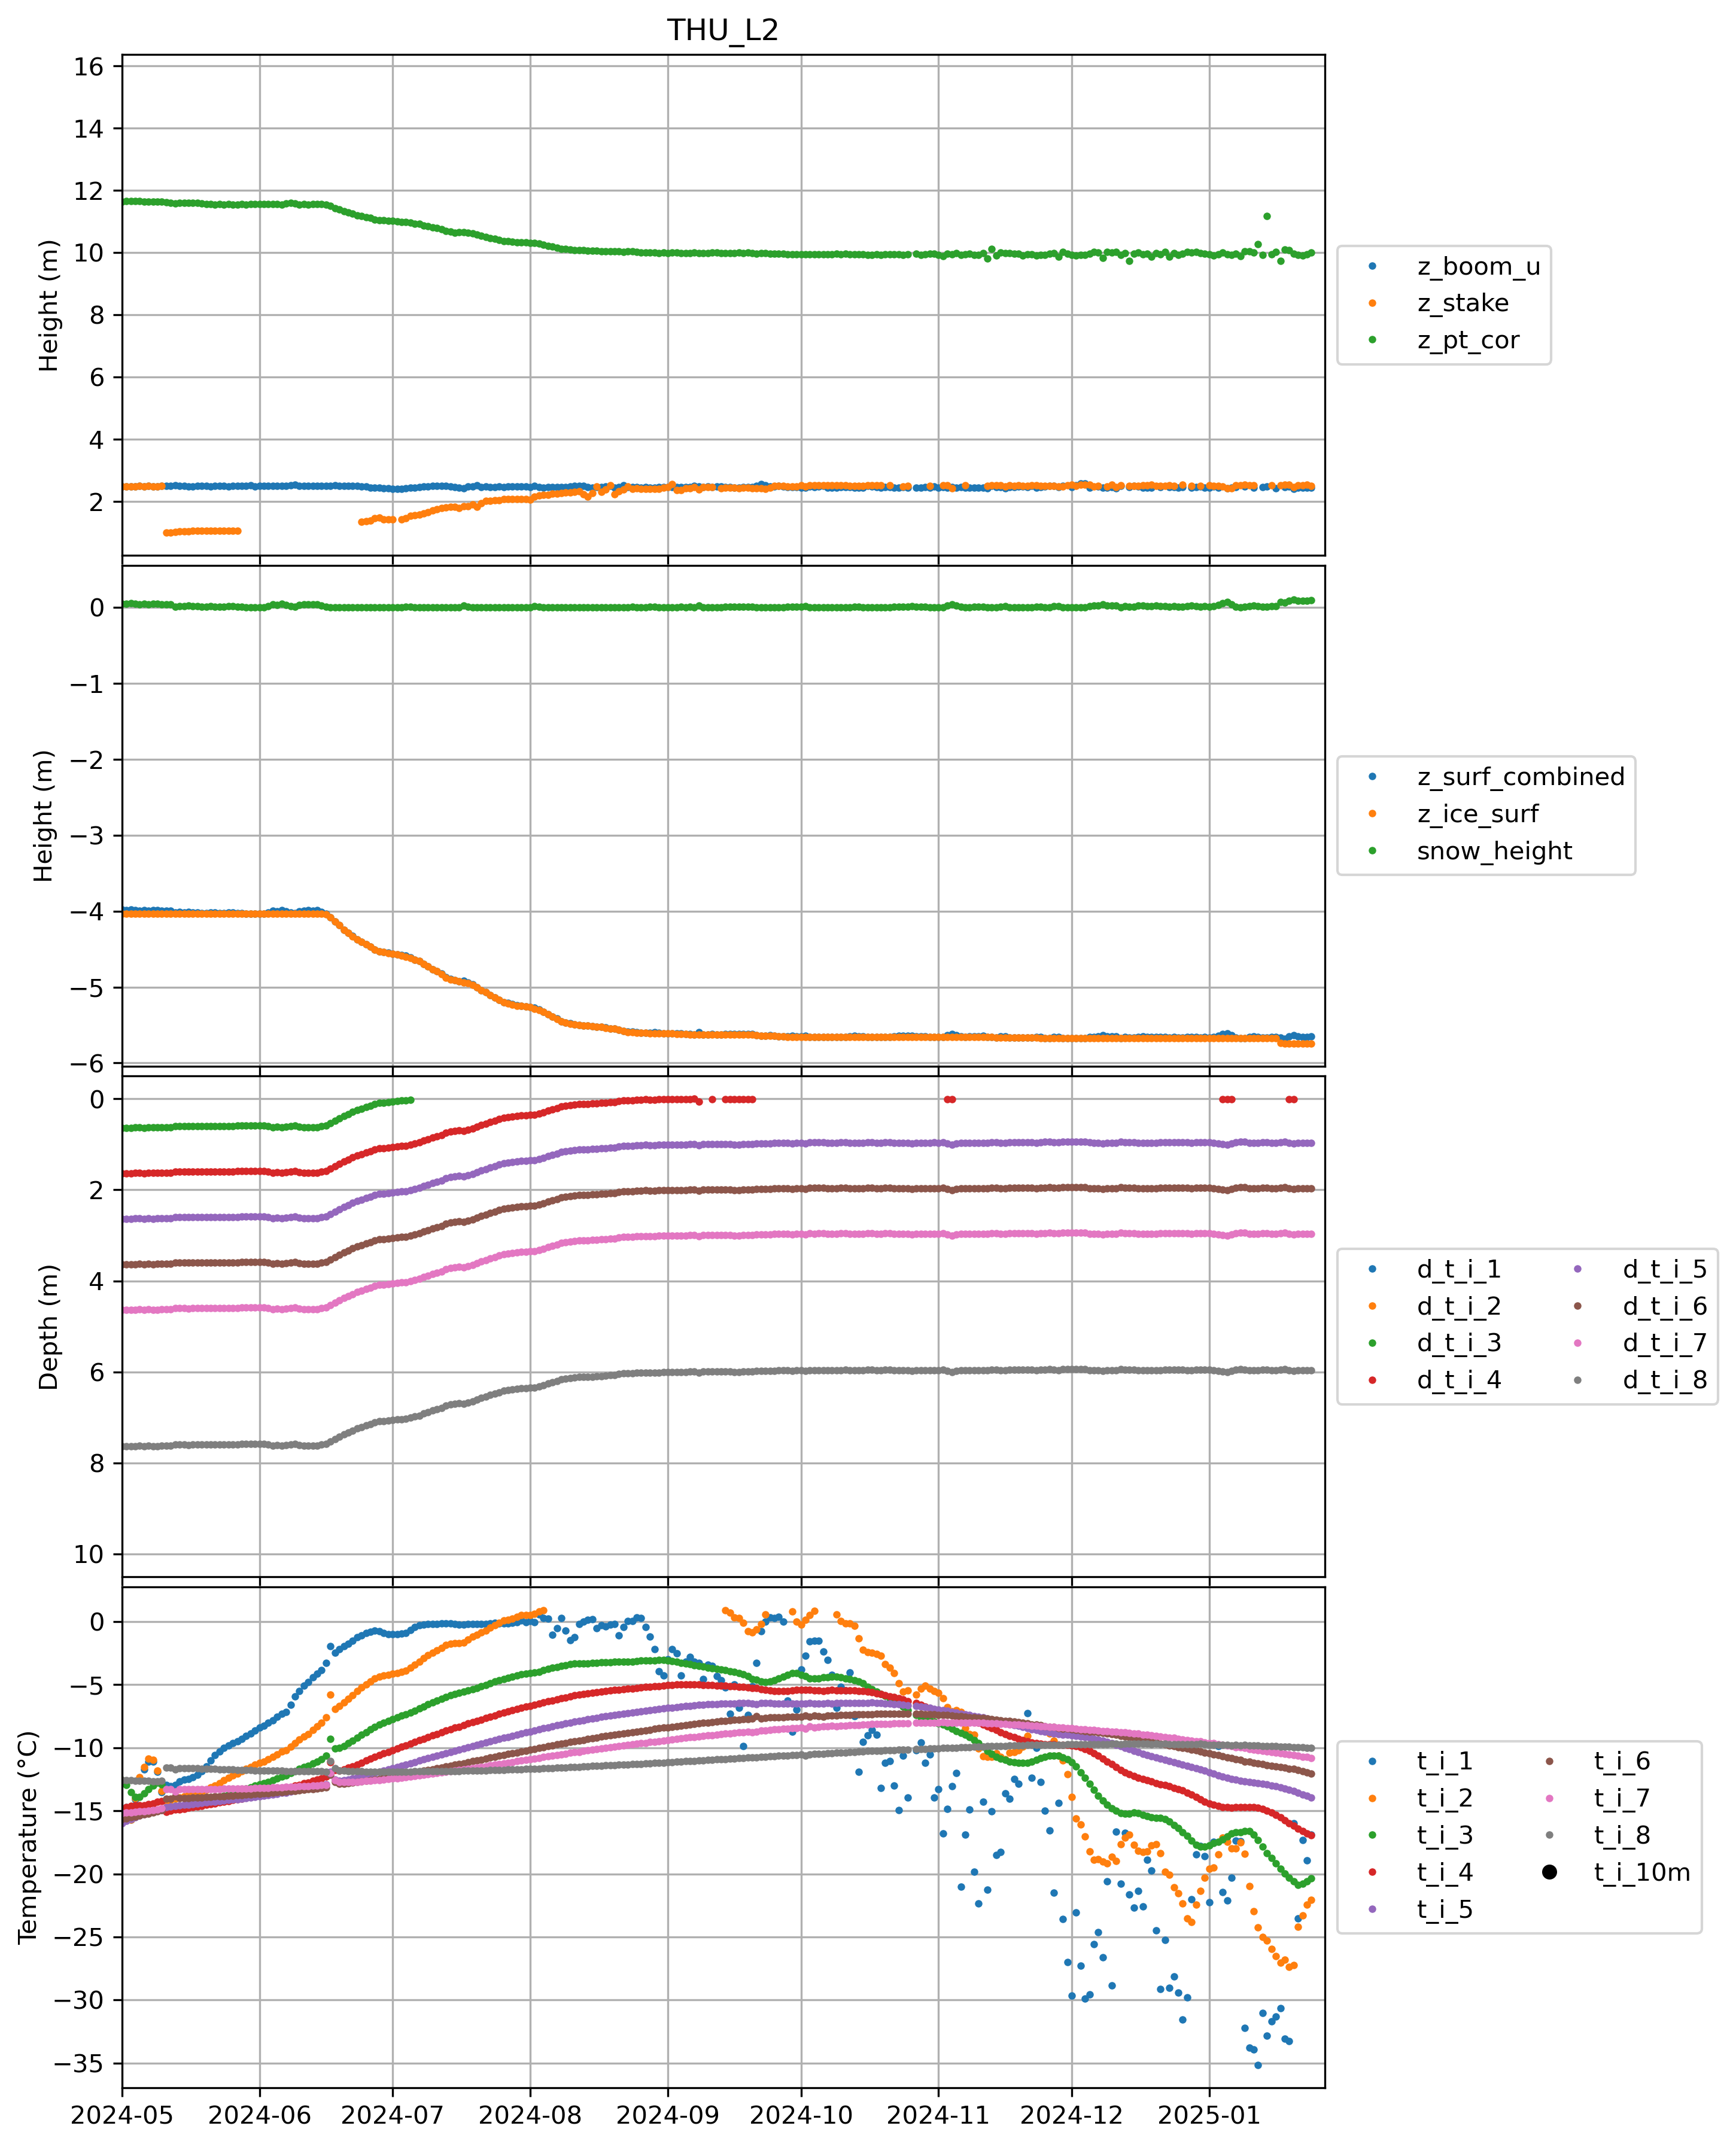 THU_L2
16
14
12
10
8
6
4
2
Height (m)
z_boom_u
z_stake
z_pt_cor
0
−1
−2
−3
−4
−5
−6
Height (m)
z_surf_combined
z_ice_surf
snow_height
0
2
4
6
8
10
Depth (m)
d_t_i_1 d_t_i_5
d_t_i_2 d_t_i_6
d_t_i_3 d_t_i_7
d_t_i_4 d_t_i_8
0
−5
−10
−15
−20
−25
−30
−35
Temperature (°C)
t_i_1 t_i_6
t_i_2 t_i_7
t_i_3 t_i_8
t_i_4 t_i_10m
t_i_5
2024-05 2024-06 2024-07 2024-08 2024-09 2024-10 2024-11 2024-12 2025-01